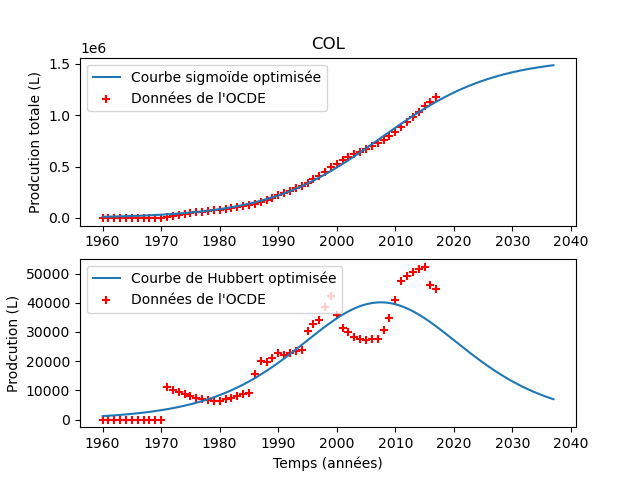 COL
1e6
Prodcution totale (L)
1.5
1.0
0.5
0.0
Courbe sigmoïde optimisée
Données de l'OCDE
1960 1970 1980 1990 2000 2010 2020 2030 2040
Prodcution (L)
50000
40000
30000
20000
10000
0
Courbe de Hubbert optimisée
Données de l'OCDE
1960 1970 1980 1990 2000 2010 2020 2030 2040
Temps (années)